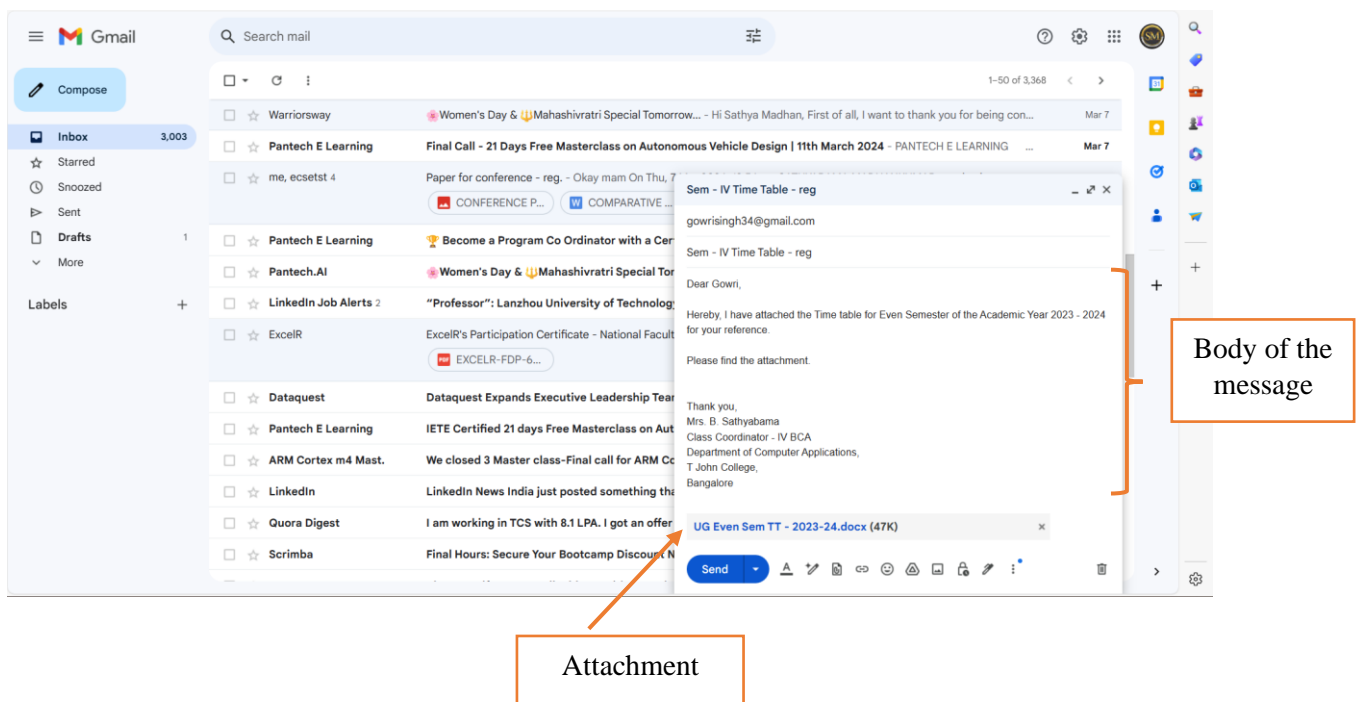 Gmail
Search mail
SM
Compose
1–50 of 3,368
31
Warriorsway 🌸Women's Day & 🔱Mahashivratri Special Tomorrow... - Hi Sathya Madhan, First of all, I want to thank you for being con... Mar 7
Inbox 3,003
Pantech E Learning Final Call - 21 Days Free Masterclass on Autonomous Vehicle Design | 11th March 2024 - PANTECH E LEARNING ... Mar 7
Starred
me, ecsetst 4 Paper for conference - reg. - Okay mam On Thu,
Snoozed
CONFERENCE P... W COMPARATIVE ...
Sent
Drafts 1
More
Labels
Pantech E Learning 🏆 Become a Program Co Ordinator with a Cer
Pantech.AI 🌸Women's Day & 🔱Mahashivratri Special Tor
LinkedIn Job Alerts 2 “Professor”: Lanzhou University of Technolog
ExcelR ExcelR's Participation Certificate - National Facult
PDF EXCELR-FDP-6...
Dataquest Dataquest Expands Executive Leadership Tear
Pantech E Learning IETE Certified 21 days Free Masterclass on Aut
ARM Cortex m4 Mast. We closed 3 Master class-Final call for ARM Co
LinkedIn LinkedIn News India just posted something tha
Quora Digest I am working in TCS with 8.1 LPA. I got an offer
Scrimba Final Hours: Secure Your Bootcamp Discount N
Sem - IV Time Table - reg
gowrisingh34@gmail.com
Sem - IV Time Table - reg
Dear Gowri,
Hereby, I have attached the Time table for Even Semester of the Academic Year 2023 - 2024
for your reference.
Please find the attachment.
Thank you,
Mrs. B. Sathyabama
Class Coordinator - IV BCA
Department of Computer Applications,
T John College,
Bangalore
UG Even Sem TT - 2023-24.docx (47K)
Send
Body of the
message
Attachment